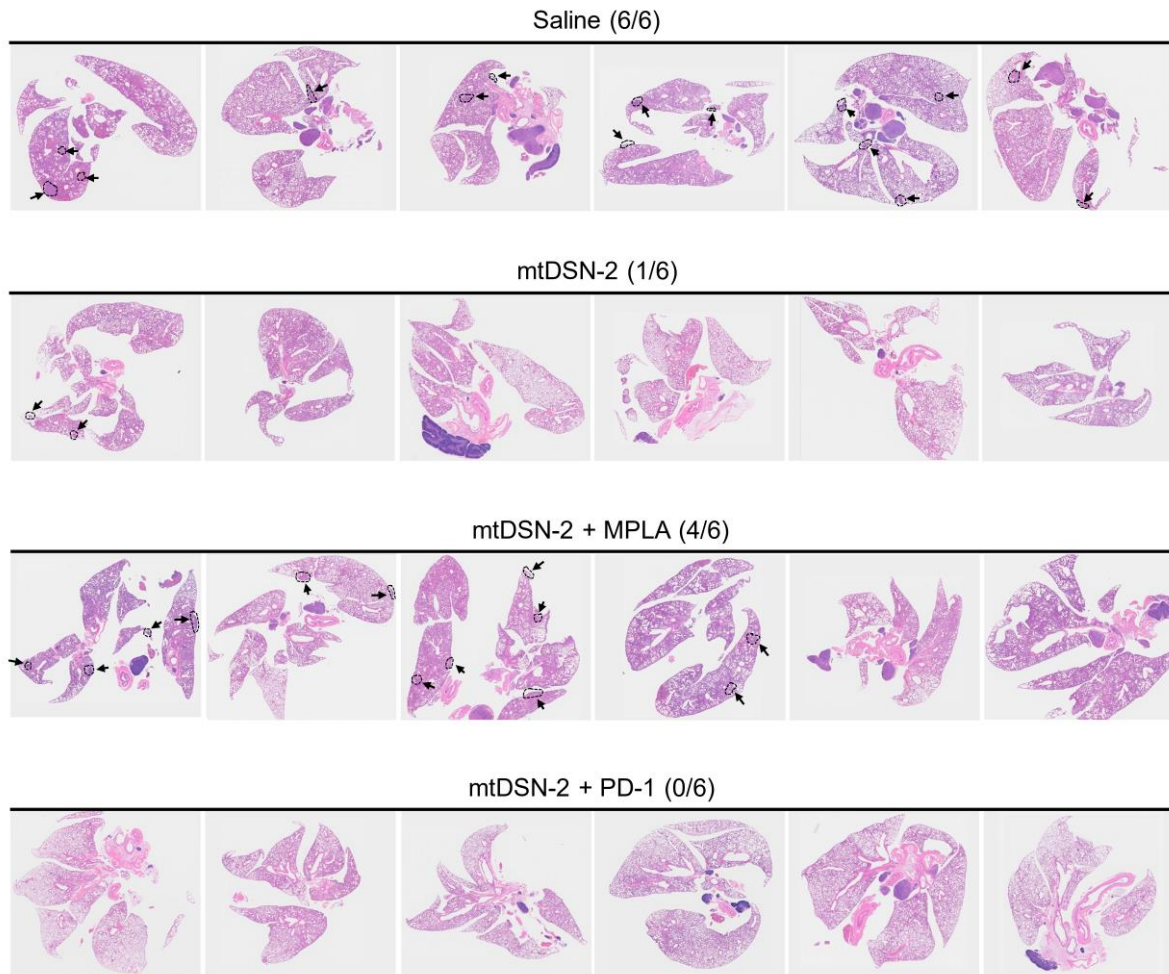 Saline (6/6)
mtDSN-2 (1/6)
mtDSN-2 + MPLA (4/6)
mtDSN-2 + PD-1 (0/6)